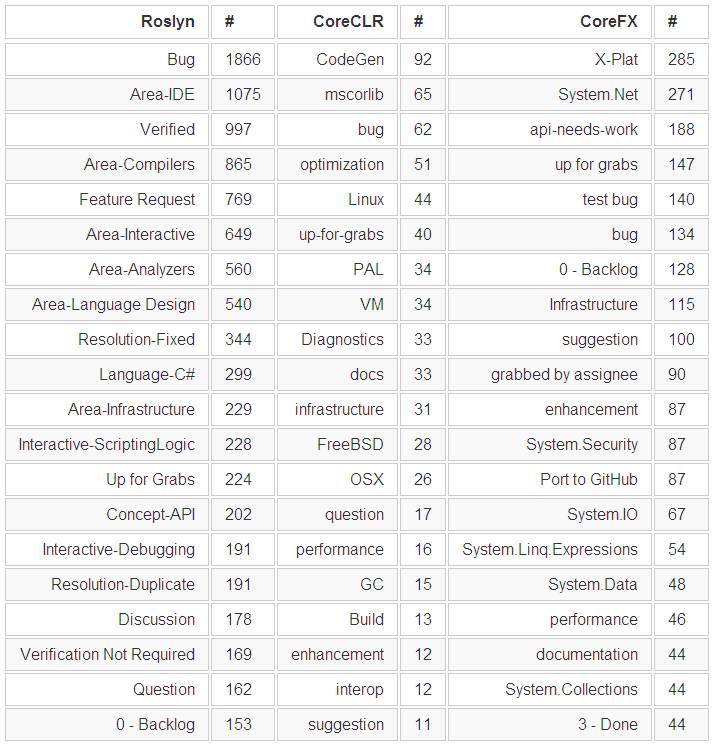 Roslyn # CoreCLR # CoreFX #
Bug 1866 CodeGen 92 X-Plat 285
Area-IDE 1075 mscorlib 65 System.Net 271
Verified 997 bug 62 api-needs-work 188
Area-Compilers 865 optimization 51 up for grabs 147
Feature Request 769 Linux 44 test bug 140
Area-Interactive 649 up-for-grabs 40 bug 134
Area-Analyzers 560 PAL 34 0 - Backlog 128
Area-Language Design 540 VM 34 Infrastructure 115
Resolution-Fixed 344 Diagnostics 33 suggestion 100
Language-C# 299 docs 33 grabbed by assignee 90
Area-Infrastructure 229 infrastructure 31 enhancement 87
Interactive-ScriptingLogic 228 FreeBSD 28 System.Security 87
Up for Grabs 224 OSX 26 Port to GitHub 87
Concept-API 202 question 17 System.IO 67
Interactive-Debugging 191 performance 16 System.Linq.Expressions 54
Resolution-Duplicate 191 GC 15 System.Data 48
Discussion 178 Build 13 performance 46
Verification Not Required 169 enhancement 12 documentation 44
Question 162 interop 12 System.Collections 44
0 - Backlog 153 suggestion 11 3 - Done 44